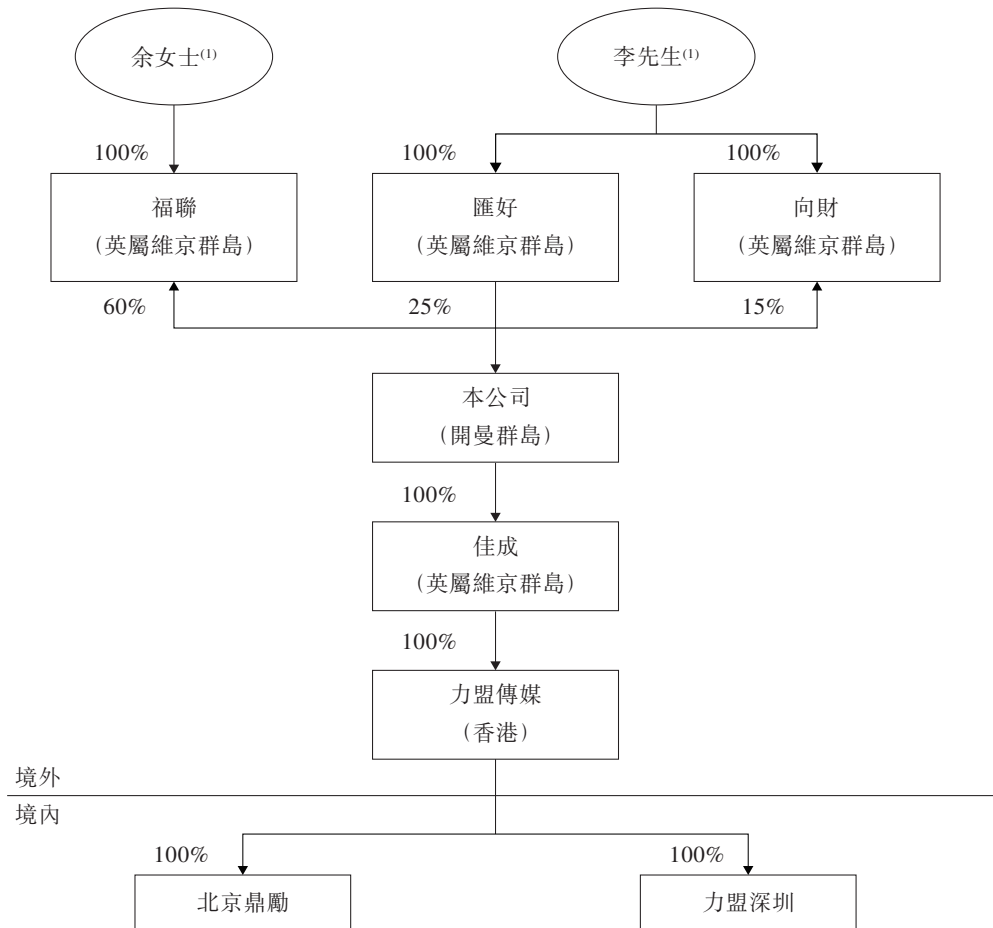 余女士(1)
李先生(1)
100%
100%
100%
福聯
（英屬維京群島）
匯好
（英屬維京群島）
向財
（英屬維京群島）
60%
25%
15%
本公司
（開曼群島）
100%
佳成
（英屬維京群島）
100%
力盟傳媒
（香港）
境外
境內
100%
100%
北京鼎勵
力盟深圳